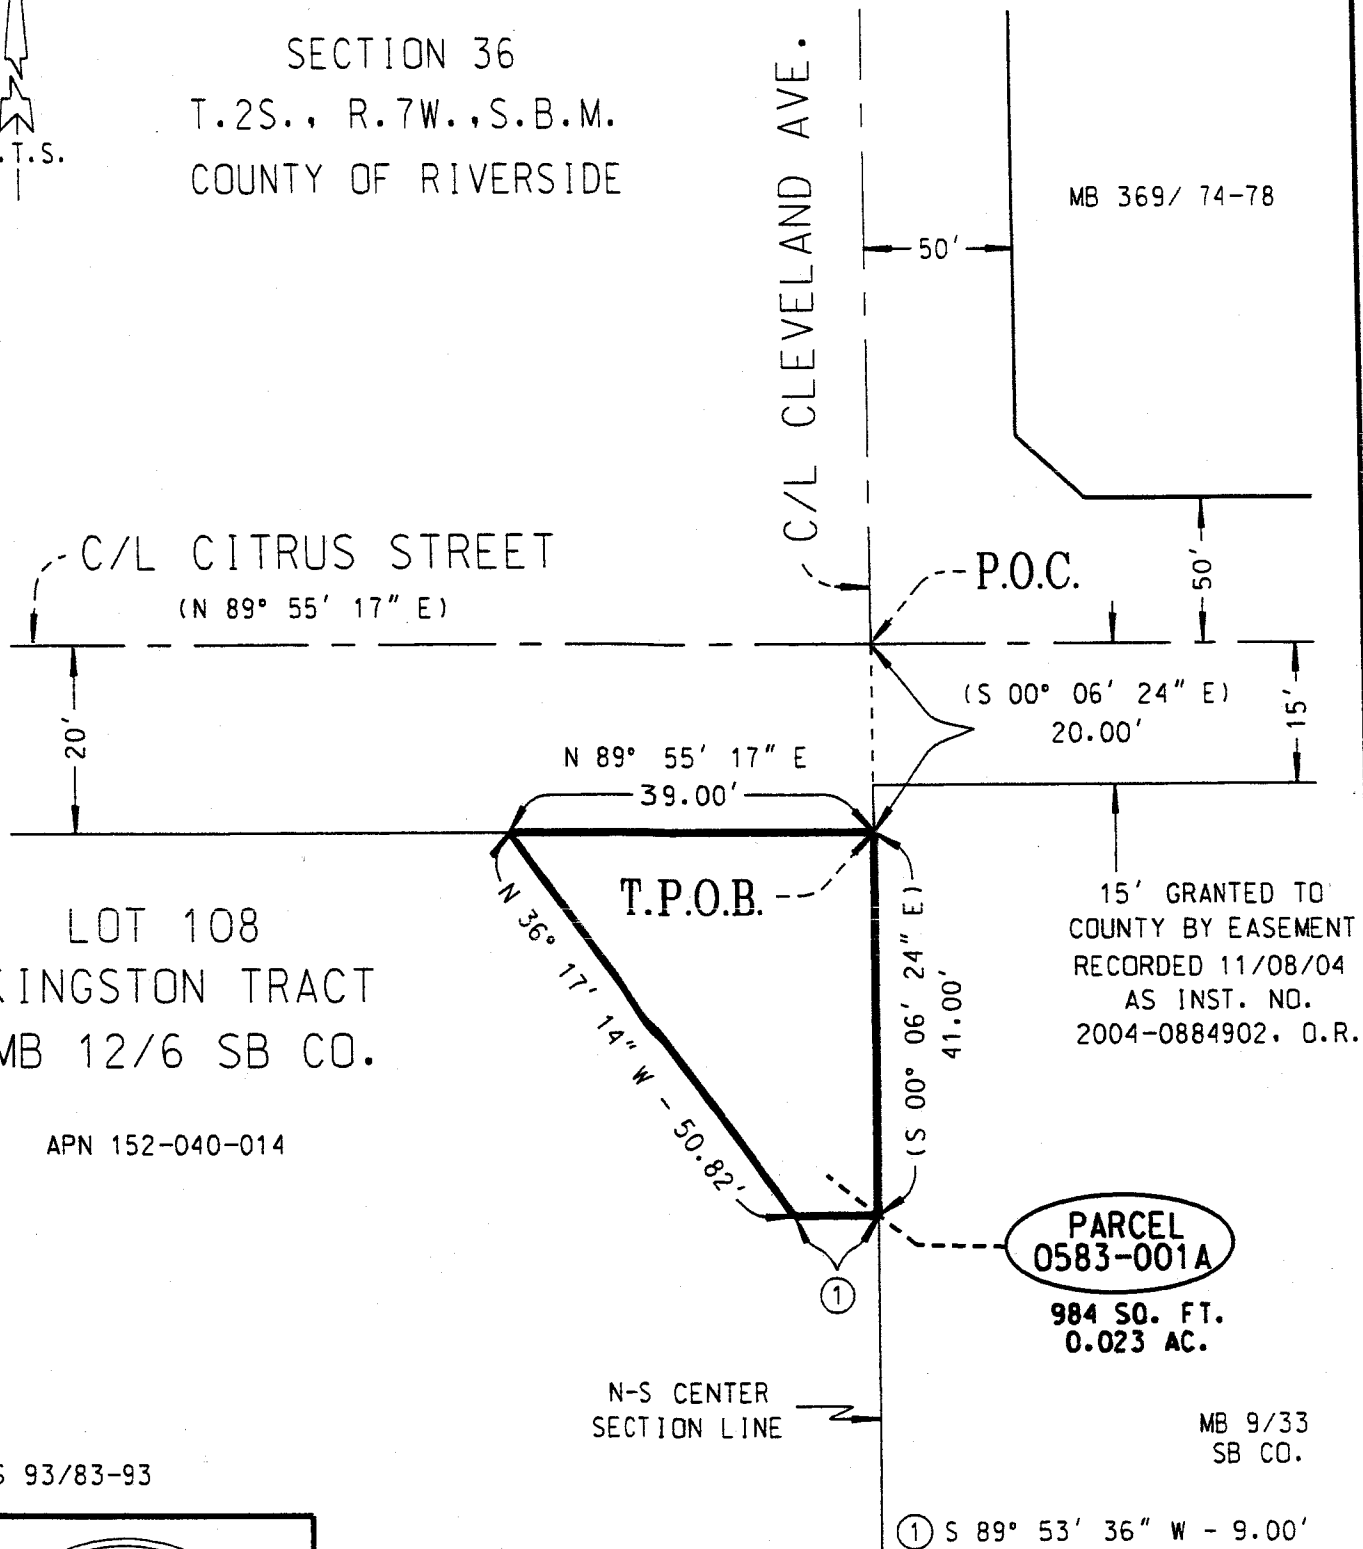 SECTION 36
T.2S., R.7W.,S.B.M.
COUNTY OF RIVERSIDE
.T.S.
C/L CLEVELAND AVE.
MB 369/ 74-78
50'
C/L CITRUS STREET
(N 89° 55' 17" E)
P.O.C.
50'
20'
(S 00° 06' 24" E)
20.00'
15'
N 89° 55' 17" E
39.00'
T.P.O.B.
N 36° 17' 14" W - 50.82'
(S 00° 06' 24" E)
41.00'
15' GRANTED TO
COUNTY BY EASEMENT
RECORDED 11/08/04
AS INST. NO.
2004-0884902, O.R.
LOT 108
KINGSTON TRACT
MB 12/6 SB CO.
APN 152-040-014
PARCEL
0583-001A
984 SQ. FT.
0.023 AC.
1
N-S CENTER
SECTION LINE
MB 9/33
SB CO.
S 93/83-93
1 S 89° 53' 36" W - 9.00'